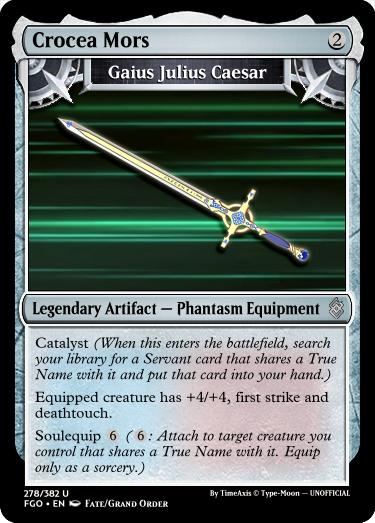 Crocea Mors 2
Gaius Julius Caesar
Legendary Artifact — Phantasm Equipment
Catalyst (When this enters the battlefield, search
your library for a Servant card that shares a True
Name with it and put that card into your hand.)
Equipped creature has +4/+4, first strike and
deathtouch.
Soulequip 6 ( 6 : Attach to target creature you
control that shares a True Name with it. Equip
only as a sorcery.)
278/382 U
FGO • EN Fate/Grand Order
By TimeAxis © Type-Moon — UNOFFICIAL